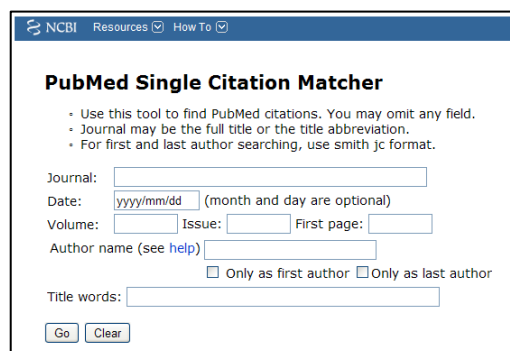 NCBI Resources How To
PubMed Single Citation Matcher
Use this tool to find PubMed citations. You may omit any field.
Journal may be the full title or the title abbreviation.
For first and last author searching, use smith jc format.
Journal:
Date: yyyy/mm/dd (month and day are optional)
Volume: Issue: First page:
Author name (see help)
Only as first author Only as last author
Title words:
Go Clear